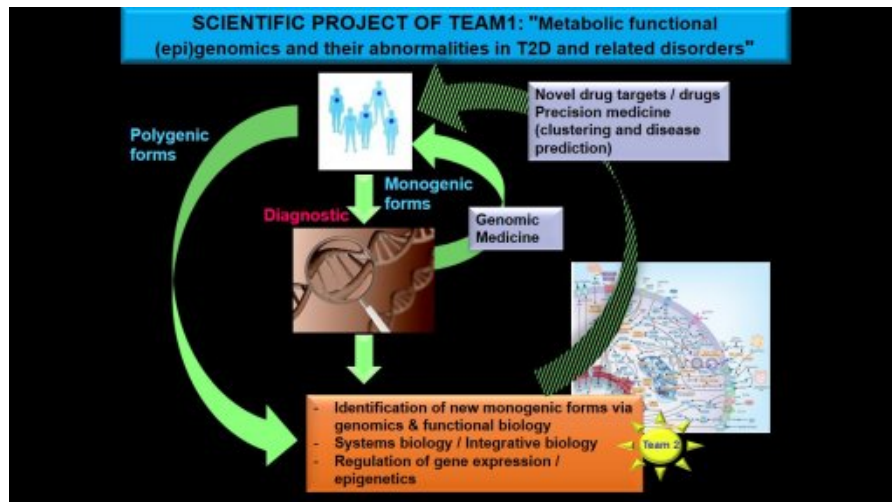 SCIENTIFIC PROJECT OF TEAM1: "Metabolic functional
(epi)genomics and their abnormalities in T2D and related disorders"
Novel drug targets / drugs
Precision medicine
(clustering and disease
prediction)
Polygenic
forms
Monogenic
forms
Diagnostic
Genomic
Medicine
- Identification of new monogenic forms via
genomics & functional biology
- Systems biology / Integrative biology
- Regulation of gene expression /
epigenetics
Team 2